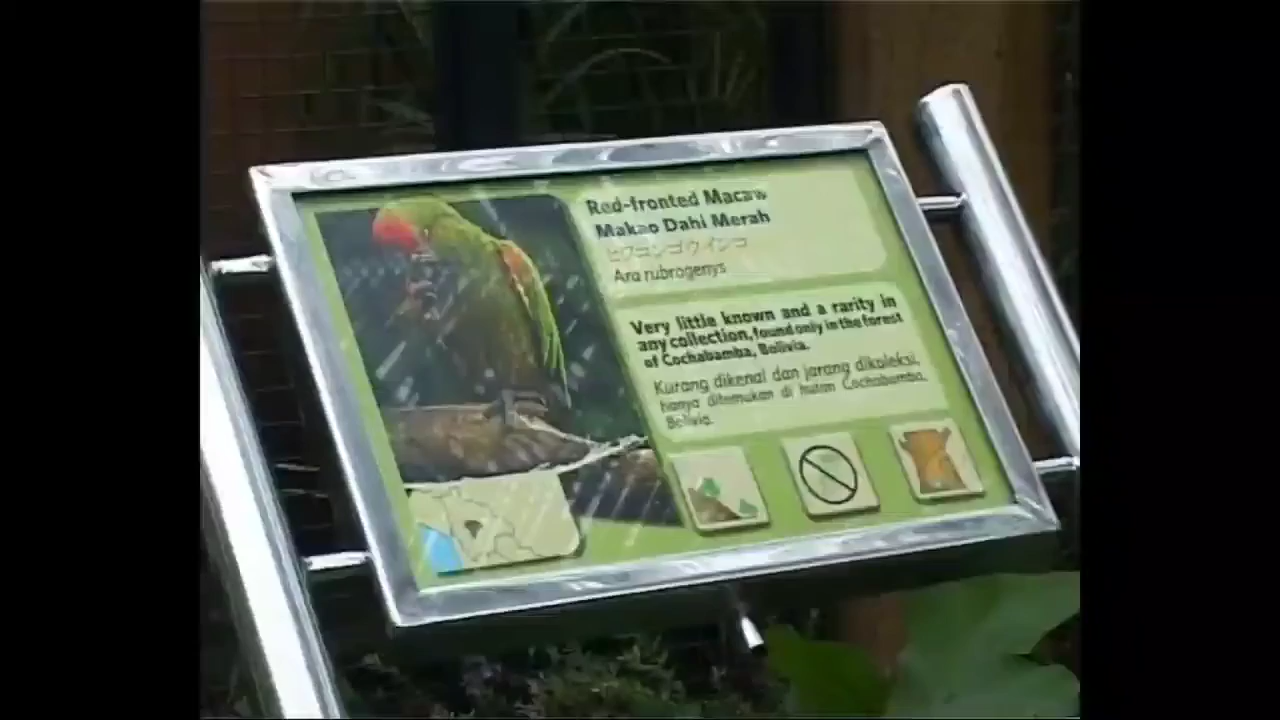 Red-fronted Macaw
Makao Dahi Merah
Ara rubrogenys
Very little known and a rarity in
any collection, found only in the forest
of Cochabamba, Bolivia.
Kurang dikenal dan jarang dikoleksi,
hanya ditemukan di hutan Cochabamba,
Bolivia.